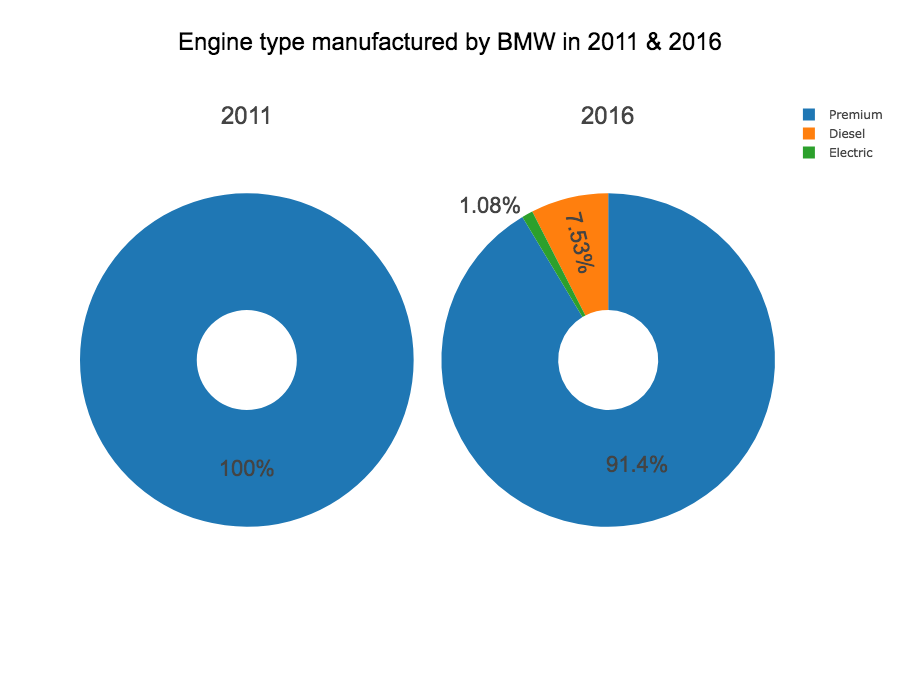 Engine type manufactured by BMW in 2011 & 2016
2011
2016
Premium
Diesel
Electric
1.08%
7.53%
100%
91.4%